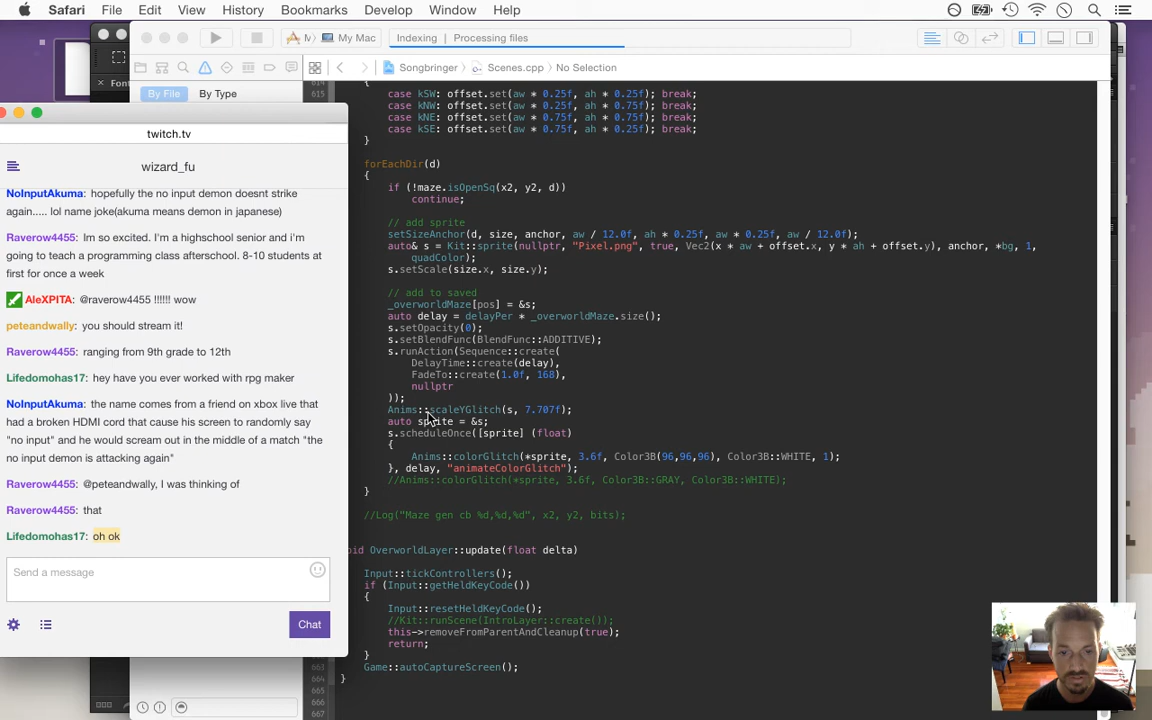 Safari File Edit View History Bookmarks Develop Window Help
M My Mac
Indexing | Processing files
Songbringer Scenes.cpp No Selection
By File By Type
Font
twitch.tv
wizard_fu
NoInputAkuma: hopefully the no input demon doesnt strike
again..... lol name joke(akuma means demon in japanese)
Raverow4455: Im so excited. I'm a highschool senior and i'm
going to teach a programming class afterschool. 8-10 students at
first for once a week
AleXPITA: @raverow4455 !!!!!! wow
peteandwally: you should stream it!
Raverow4455: ranging from 9th grade to 12th
Lifedomohas17: hey have you ever worked with rpg maker
NoInputAkuma: the name comes from a friend on xbox live that
had a broken HDMI cord that cause his screen to randomly say
"no input" and he would scream out in the middle of a match "the
no input demon is attacking again"
Raverow4455: @peteandwally, I was thinking of
Raverow4455: that
Lifedomohas17: oh ok
Send a message
Chat
614 {
615 case kSW: offset.set(aw * 0.25f, ah * 0.25f); break;
case kNW: offset.set(aw * 0.25f, ah * 0.75f); break;
case kNE: offset.set(aw * 0.75f, ah * 0.75f); break;
case kSE: offset.set(aw * 0.75f, ah * 0.25f); break;
}
forEachDir(d)
{
if (!maze.isOpenSq(x2, y2, d))
continue;
// add sprite
setSizeAnchor(d, size, anchor, aw / 12.0f, ah * 0.25f, aw * 0.25f, aw / 12.0f);
auto& s = Kit::sprite(nullptr, "Pixel.png", true, Vec2(x * aw + offset.x, y * ah + offset.y), anchor, *bg, 1,
quadColor);
s.setScale(size.x, size.y);
// add to saved
_overworldMaze[pos] = &s;
auto delay = delayPer * _overworldMaze.size();
s.setOpacity(0);
s.setBlendFunc(BlendFunc::ADDITIVE);
s.runAction(Sequence::create(
DelayTime::create(delay),
FadeTo::create(1.0f, 168),
nullptr
));
Anims::scaleYGlitch(s, 7.707f);
auto sprite = &s;
s.scheduleOnce([sprite] (float)
{
Anims::colorGlitch(*sprite, 3.6f, Color3B(96,96,96), Color3B::WHITE, 1);
}, delay, "animateColorGlitch");
//Anims::colorGlitch(*sprite, 3.6f, Color3B::GRAY, Color3B::WHITE);
}
//Log("Maze gen cb %d,%d,%d", x2, y2, bits);
oid OverworldLayer::update(float delta)
Input::tickControllers();
if (Input::getHeldKeyCode())
{
Input::resetHeldKeyCode();
//Kit::runScene(IntroLayer::create());
this->removeFromParentAndCleanup(true);
return;
}
663 Game::autoCaptureScreen();
664 }
665
666
667